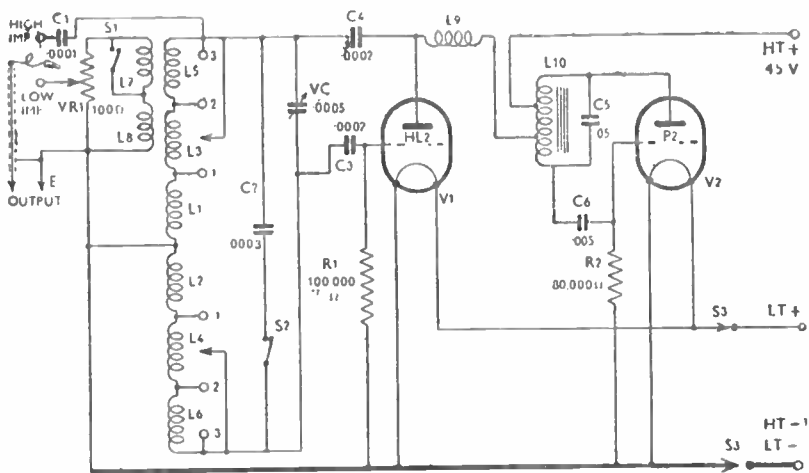 HIGH IMP
C1
.0001
S1
LOW IMP
VR1
100Ω
L7
L8
E
OUTPUT
L5
L3
L1
L2
L4
L6
3
2
1
1
2
3
C2
.0003
S2
VC
.0005
C4
.0002
C3
.0002
R1
100,000
Ω
HL2
V1
L9
L10
C5
.05
C6
.005
R2
80,000Ω
P2
V2
HT+
45 V
S3
LT+
S3
HT-
LT-